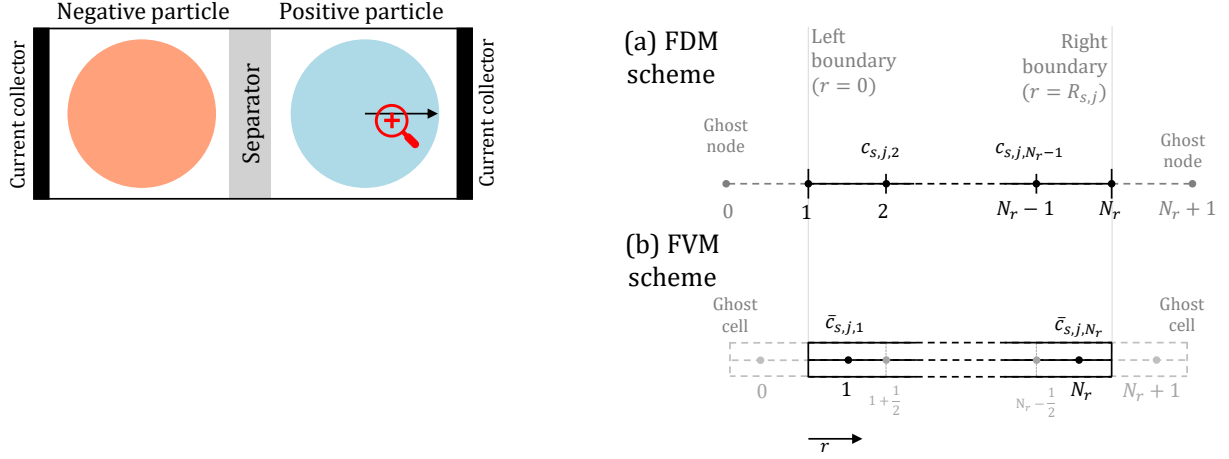 Negative particle
Positive particle
Current collector
Separator
Current collector
(a) FDM
scheme
Left
boundary
(r = 0)
Right
boundary
(r = R_{s,j})
Ghost
node
c_{s,j,2}
c_{s,j,N_r−1}
Ghost
node
0
1
2
N_r − 1
N_r
N_r + 1
(b) FVM
scheme
Ghost
cell
c̄_{s,j,1}
c̄_{s,j,N_r}
Ghost
cell
0
1
1 + 1/2
N_r − 1/2
N_r
N_r + 1
r